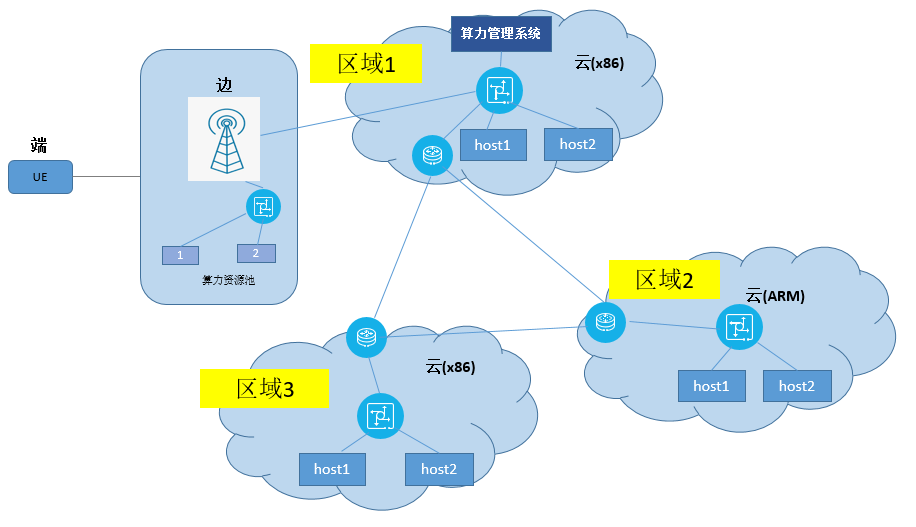 算力管理系统
区域1
云(x86)
边
端
UE
host1
host2
1
2
算力资源池
区域2
云(ARM)
host1
host2
区域3
云(x86)
host1
host2